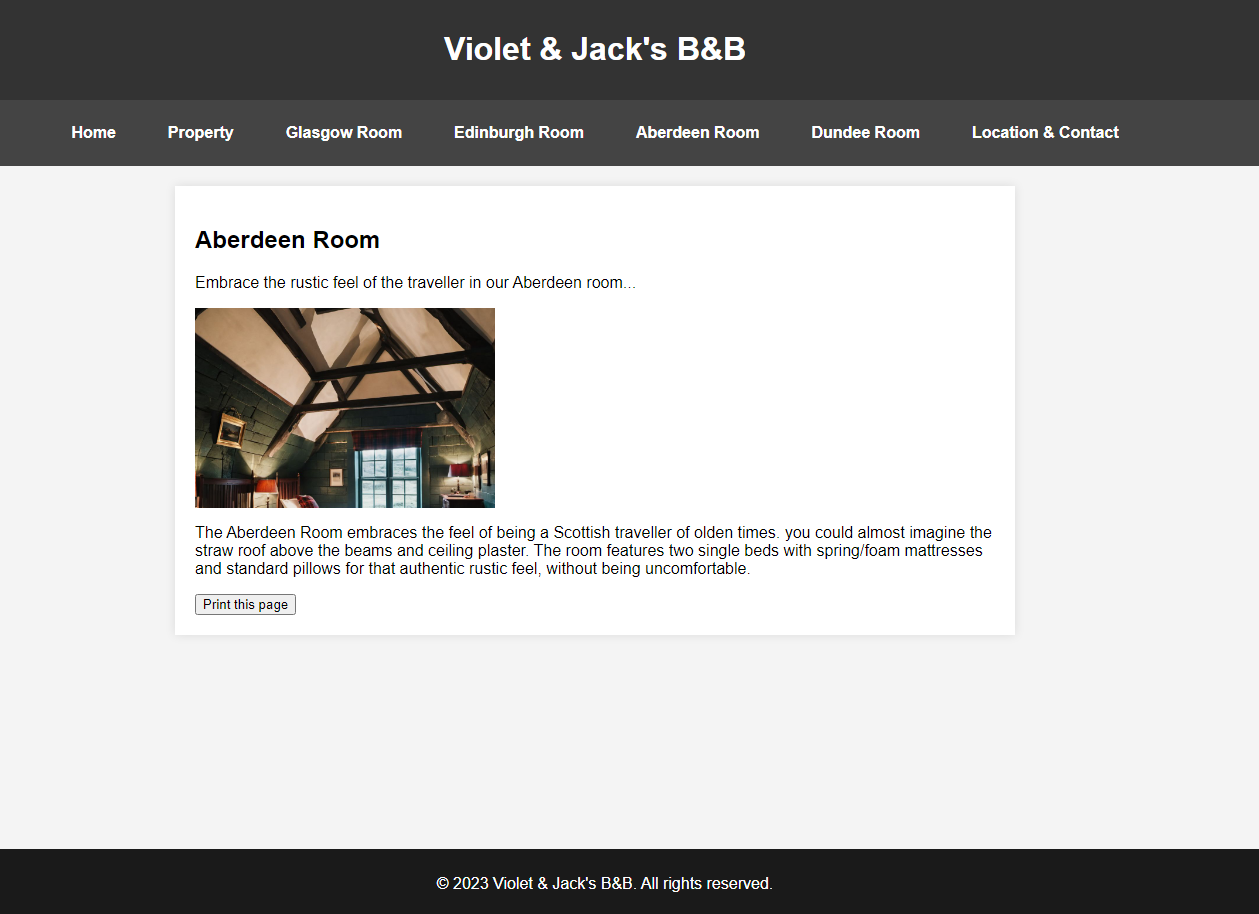 Violet & Jack's B&B
Home Property Glasgow Room Edinburgh Room Aberdeen Room Dundee Room Location & Contact
Aberdeen Room
Embrace the rustic feel of the traveller in our Aberdeen room...
The Aberdeen Room embraces the feel of being a Scottish traveller of olden times. you could almost imagine the
straw roof above the beams and ceiling plaster. The room features two single beds with spring/foam mattresses
and standard pillows for that authentic rustic feel, without being uncomfortable.
Print this page
© 2023 Violet & Jack's B&B. All rights reserved.